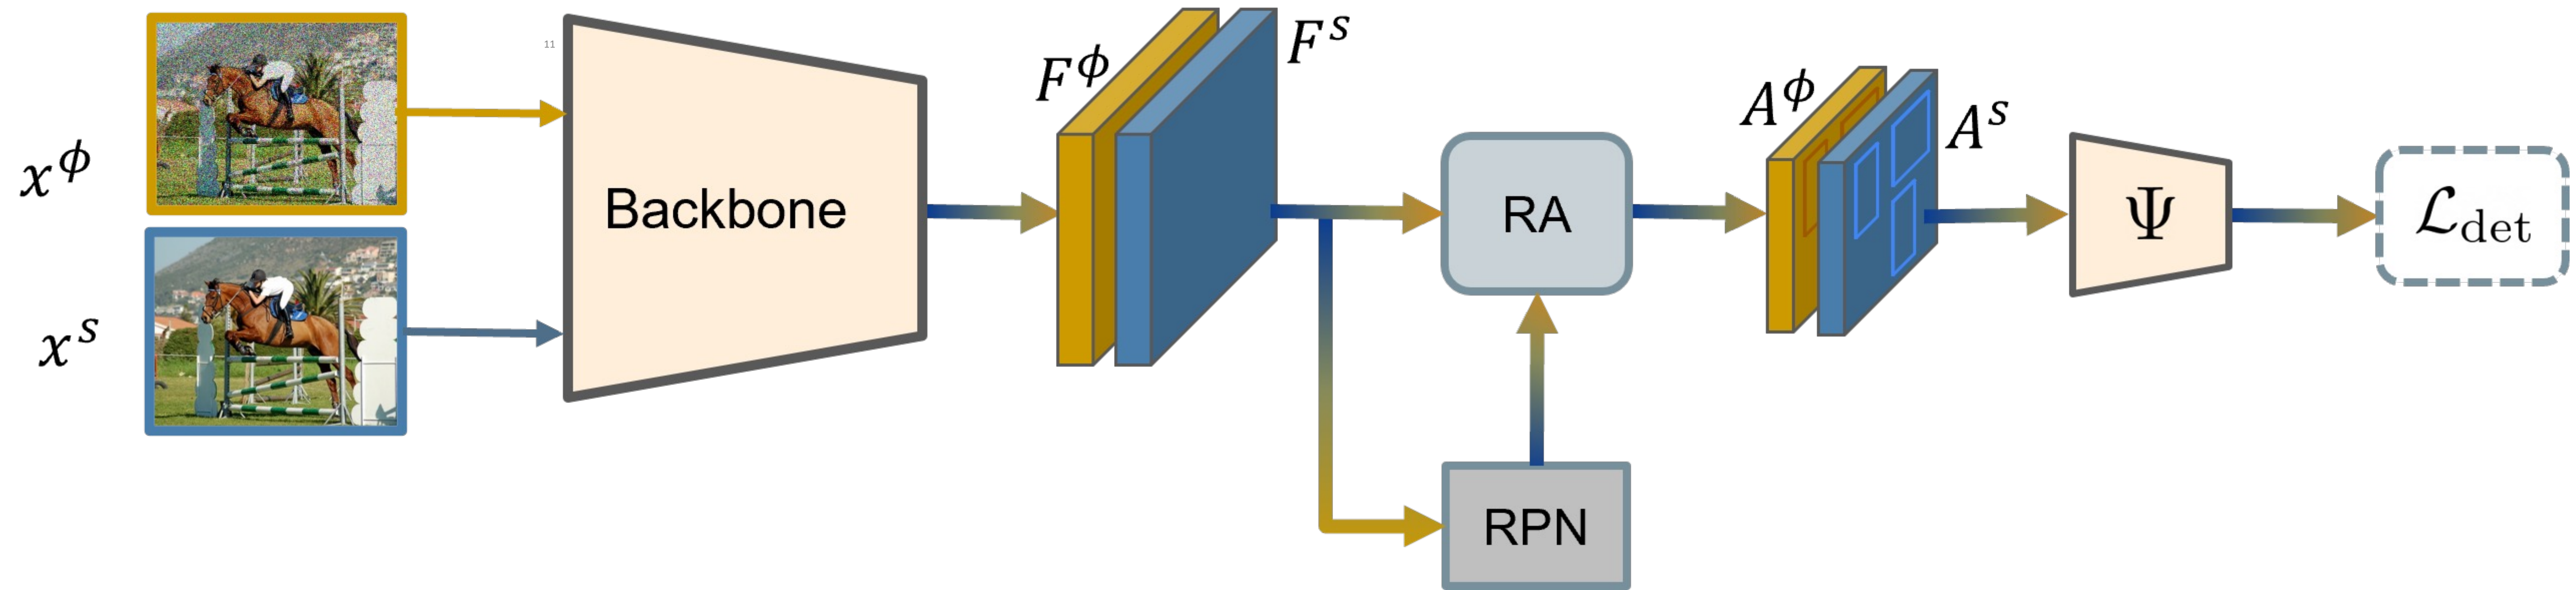 x^ϕ
x^s
11
Backbone
F^ϕ
F^s
RA
RPN
A^ϕ
A^s
Ψ
ℒ_det